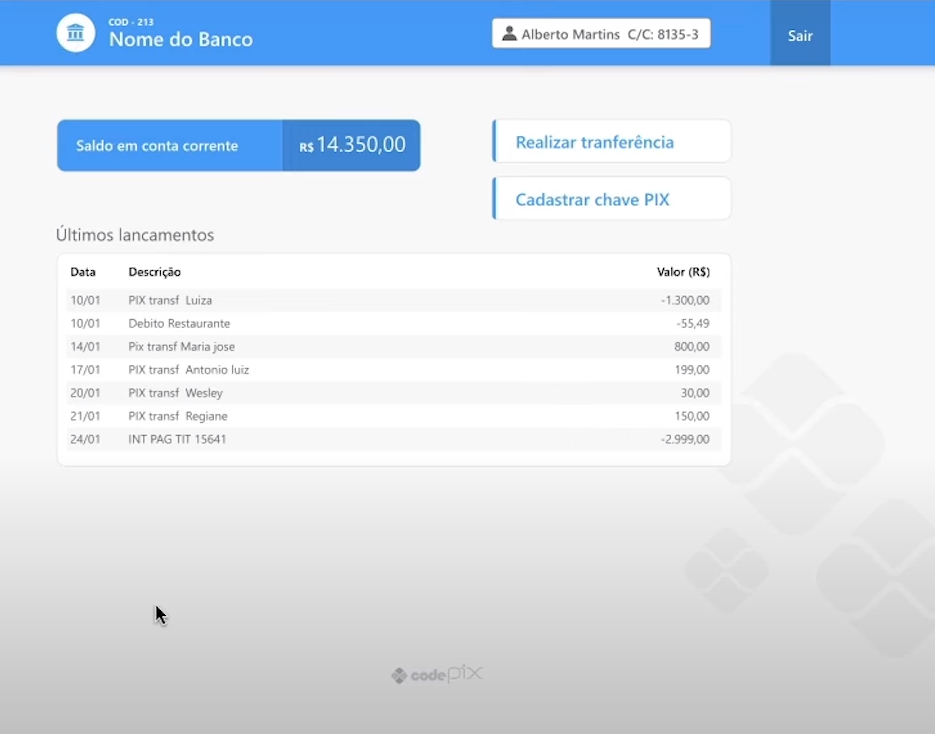 COD - 213
Nome do Banco
Alberto Martins C/C: 8135-3
Sair
Saldo em conta corrente R$ 14.350,00
Realizar tranferência
Cadastrar chave PIX
Últimos lancamentos
Data Descrição Valor (R$)
10/01 PIX transf Luiza -1.300,00
10/01 Debito Restaurante -55,49
14/01 Pix transf Maria jose 800,00
17/01 PIX transf Antonio luiz 199,00
20/01 PIX transf Wesley 30,00
21/01 PIX transf Regiane 150,00
24/01 INT PAG TIT 15641 -2.999,00
codepix